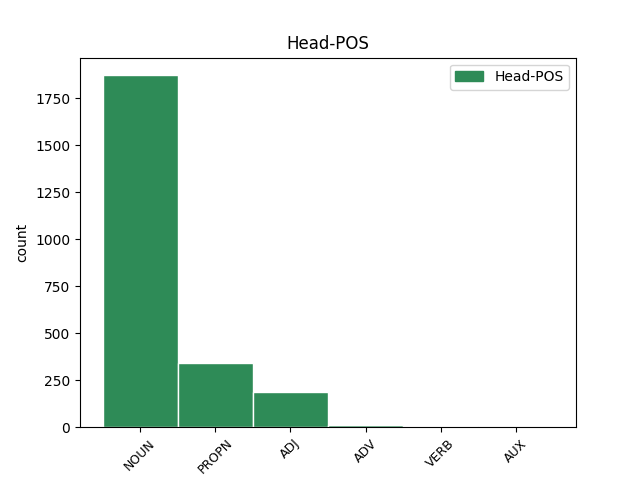 Head-POS
Head-POS
count
1750
1500
1250
1000
750
500
250
0
NOUN
PROPN
ADJ
ADV
VERB
AUX